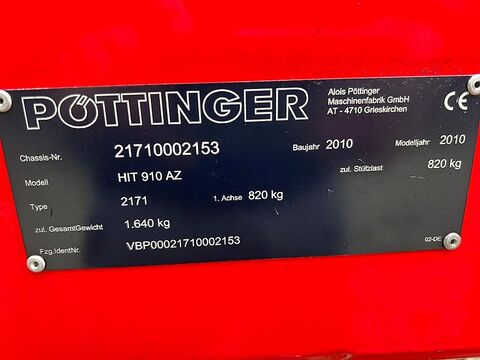 PÖTTINGER
Alois Pöttinger
Maschinenfabrik GmbH
AT - 4710 Grieskirchen
CE
Chassis-Nr. 21710002153 Baujahr 2010 Modelljahr 2010
Modell HIT 910 AZ zul. Stützlast 820 kg
Type 2171 1. Achse 820 kg
zul. GesamtGewicht 1.640 kg
Fzg.IdentNr. VBP00021710002153
02-DE